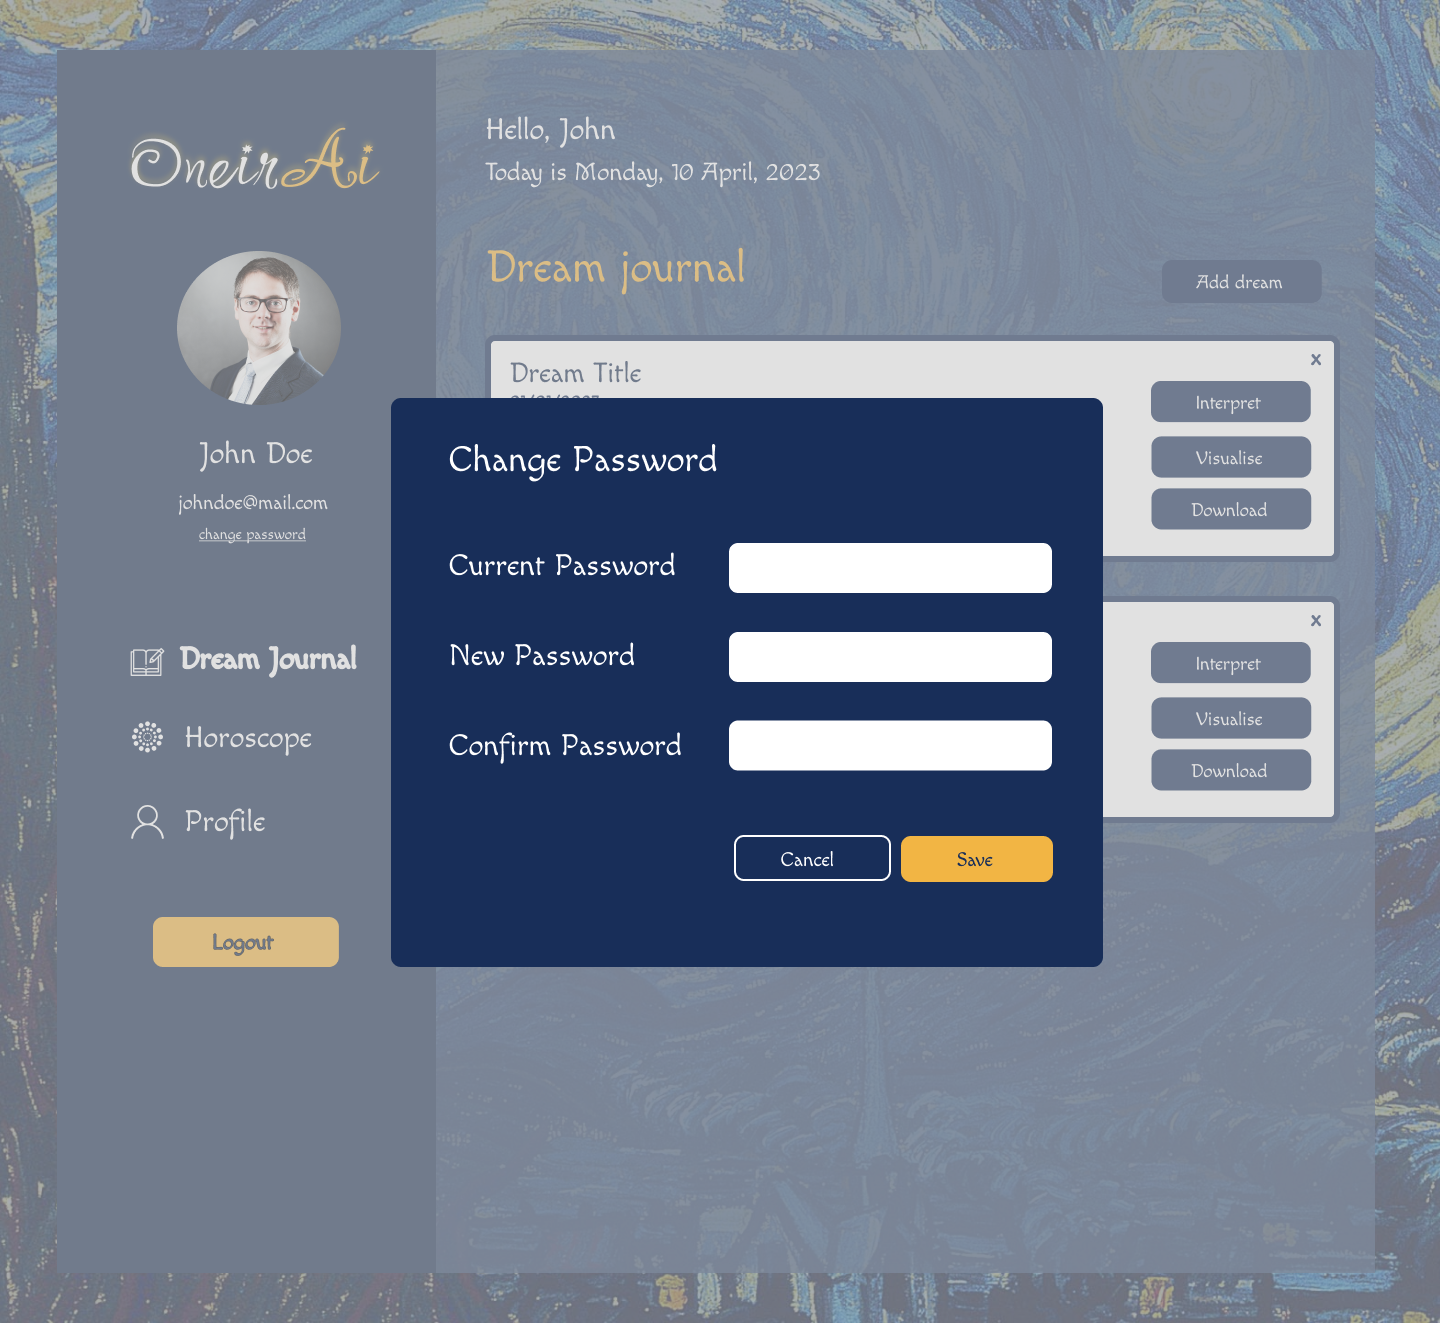 OneirAi
John Doe
johndoe@mail.com
change password
Dream Journal
Horoscope
Profile
Logout
Hello, John
Today is Monday, 10 April, 2023
Dream journal
Add dream
Dream Title
x
Interpret
Visualise
Download
x
Interpret
Visualise
Download
Change Password
Current Password
New Password
Confirm Password
Cancel
Save